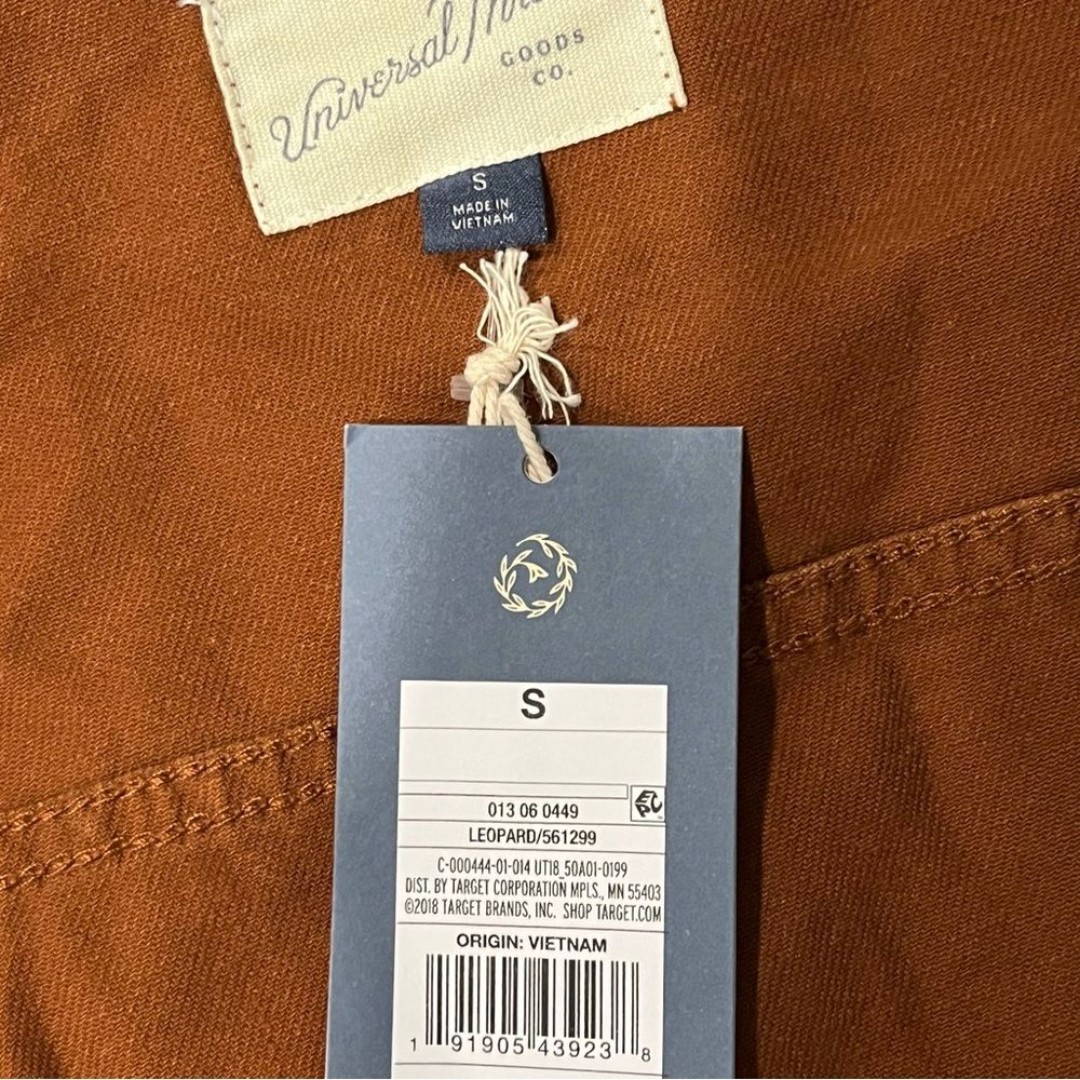 Universal
GOODS
CO.
S
MADE IN
VIETNAM
S
013 06 0449
LEOPARD/561299
C-000444-01-014 UT18_50A01-0199
DIST. BY TARGET CORPORATION MPLS., MN 55403
©2018 TARGET BRANDS, INC. SHOP TARGET.COM
ORIGIN: VIETNAM
1 91905 43923 8